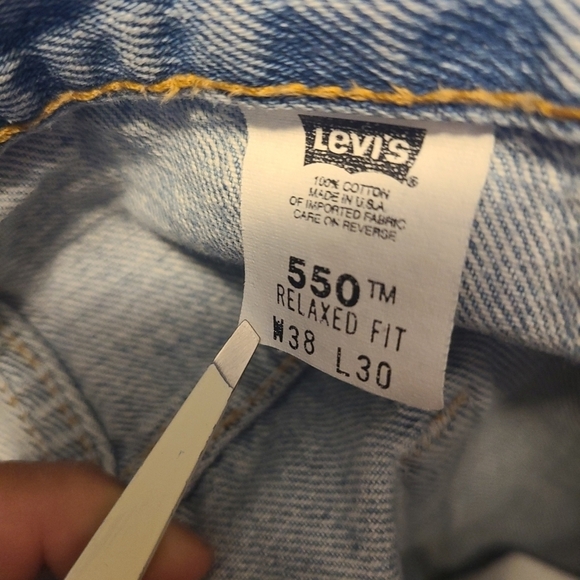 LEVI'S®
100% COTTON
MADE IN U.S.A.
OF IMPORTED FABRIC
CARE ON REVERSE
550™
RELAXED FIT
W38 L30